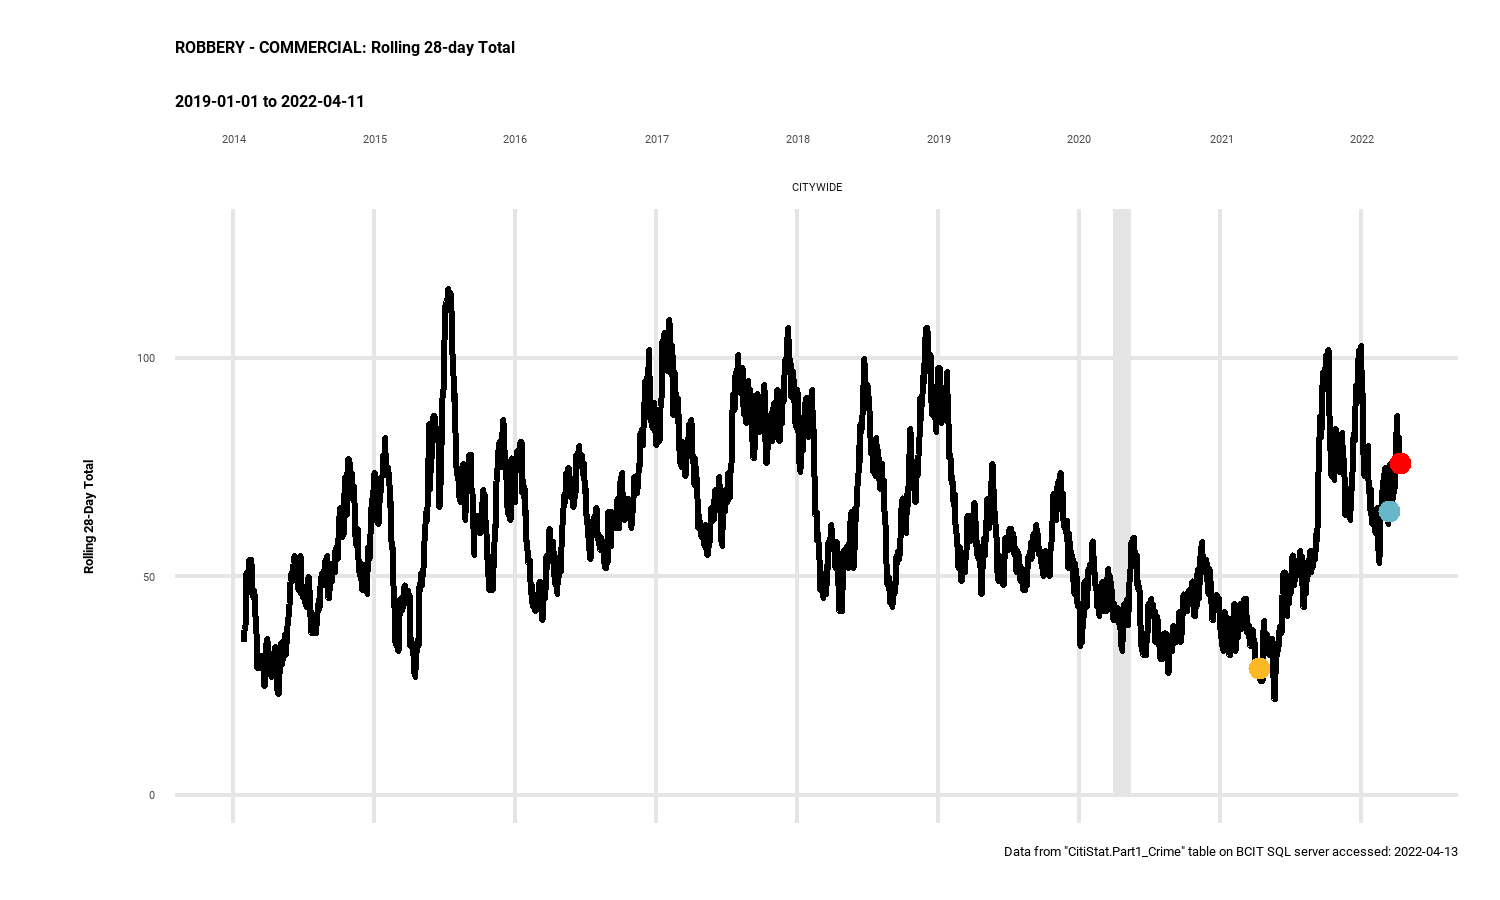 ROBBERY - COMMERCIAL: Rolling 28-day Total
2019-01-01 to 2022-04-11
2014 2015 2016 2017 2018 2019 2020 2021 2022
CITYWIDE
100
50
0
Rolling 28-Day Total
Data from "CitiStat.Part1_Crime" table on BCIT SQL server accessed: 2022-04-13